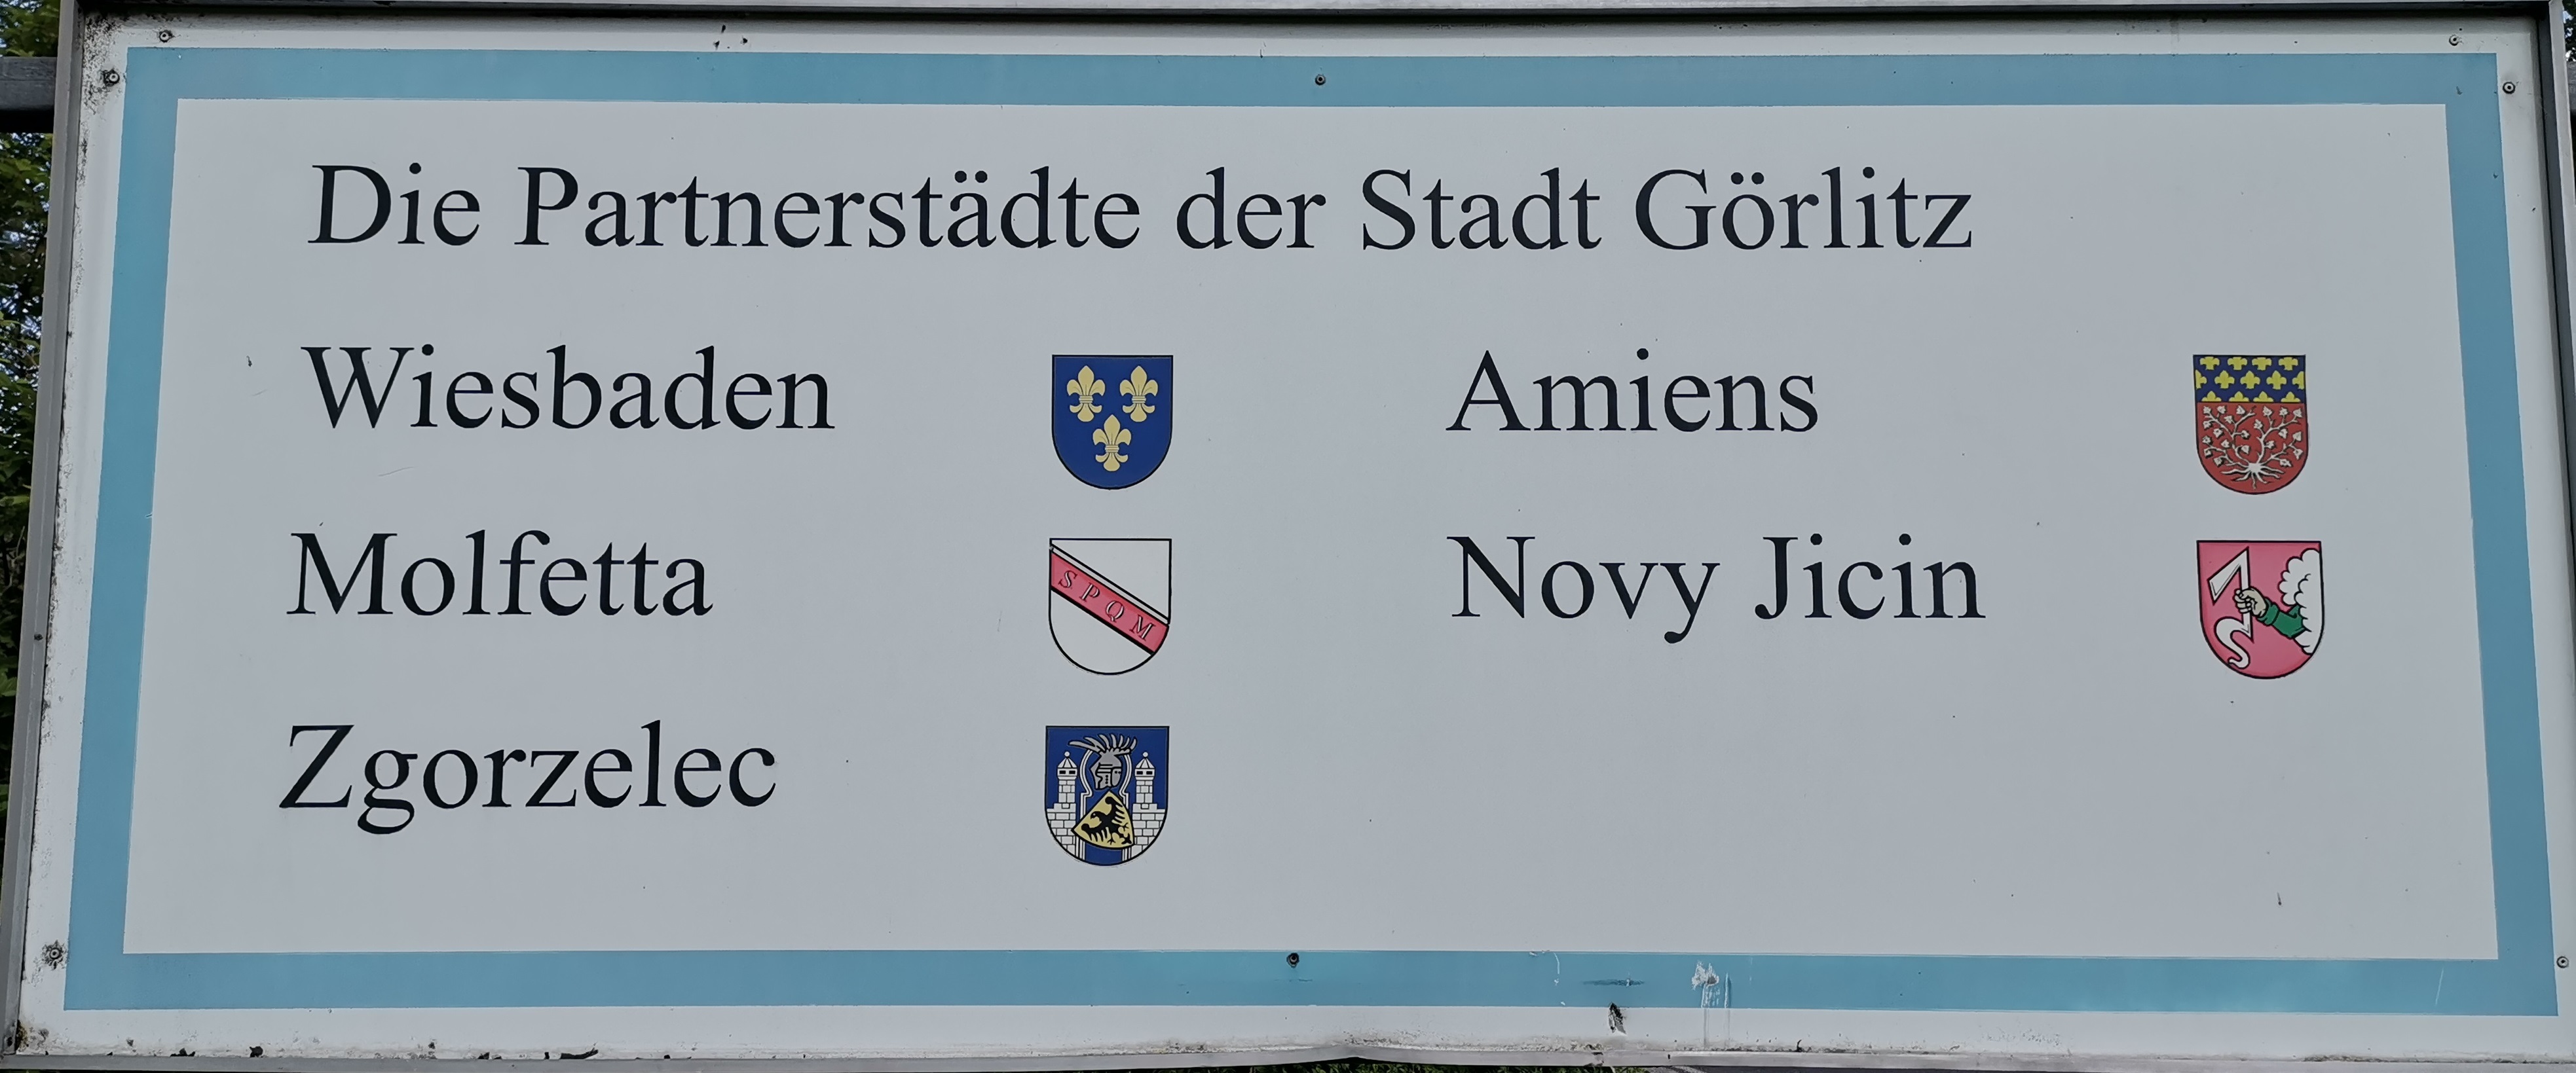 Die Partnerstädte der Stadt Görlitz
Wiesbaden
Amiens
Molfetta
SPQM
Novy Jicin
Zgorzelec